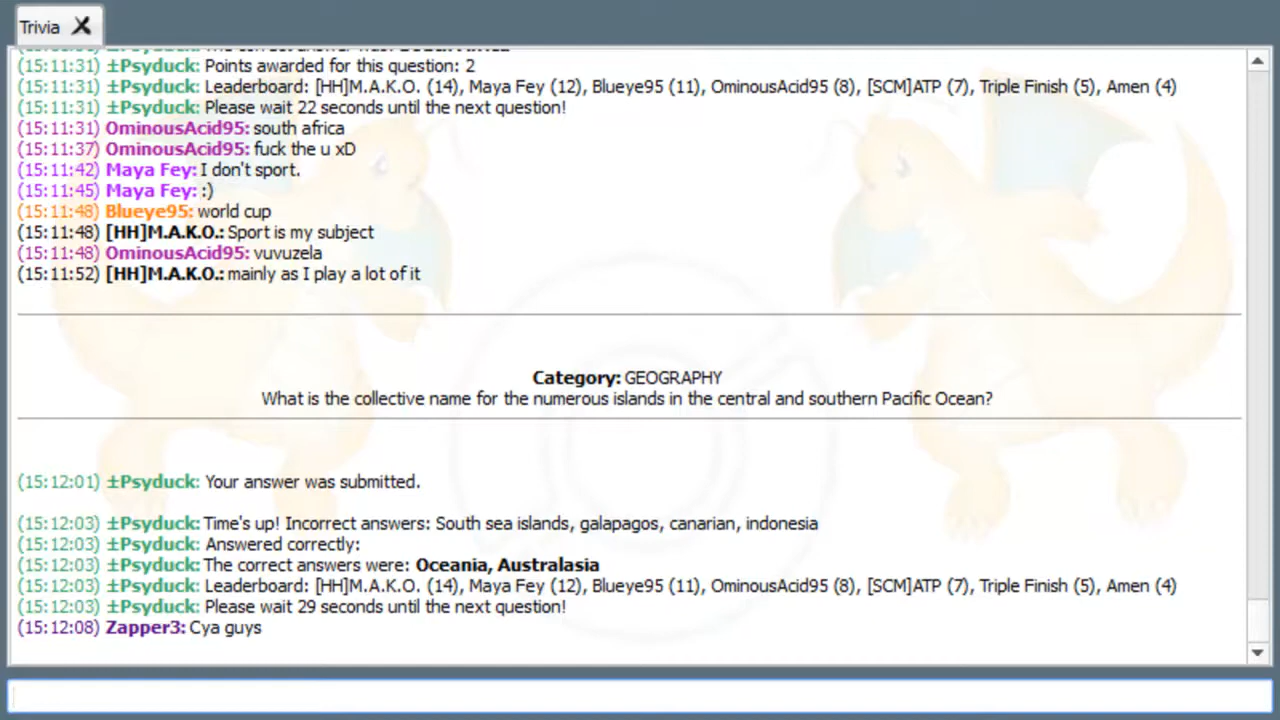 Trivia X
(15:11:31) ±Psyduck: Points awarded for this question: 2
(15:11:31) ±Psyduck: Leaderboard: [HH]M.A.K.O. (14), Maya Fey (12), Blueye95 (11), OminousAcid95 (8), [SCM]ATP (7), Triple Finish (5), Amen (4)
(15:11:31) ±Psyduck: Please wait 22 seconds until the next question!
(15:11:31) OminousAcid95: south africa
(15:11:37) OminousAcid95: fuck the u xD
(15:11:42) Maya Fey: I don't sport.
(15:11:45) Maya Fey: :)
(15:11:48) Blueye95: world cup
(15:11:48) [HH]M.A.K.O.: Sport is my subject
(15:11:48) OminousAcid95: vuvuzela
(15:11:52) [HH]M.A.K.O.: mainly as I play a lot of it
Category: GEOGRAPHY
What is the collective name for the numerous islands in the central and southern Pacific Ocean?
(15:12:01) ±Psyduck: Your answer was submitted.
(15:12:03) ±Psyduck: Time's up! Incorrect answers: South sea islands, galapagos, canarian, indonesia
(15:12:03) ±Psyduck: Answered correctly:
(15:12:03) ±Psyduck: The correct answers were: Oceania, Australasia
(15:12:03) ±Psyduck: Leaderboard: [HH]M.A.K.O. (14), Maya Fey (12), Blueye95 (11), OminousAcid95 (8), [SCM]ATP (7), Triple Finish (5), Amen (4)
(15:12:03) ±Psyduck: Please wait 29 seconds until the next question!
(15:12:08) Zapper3: Cya guys